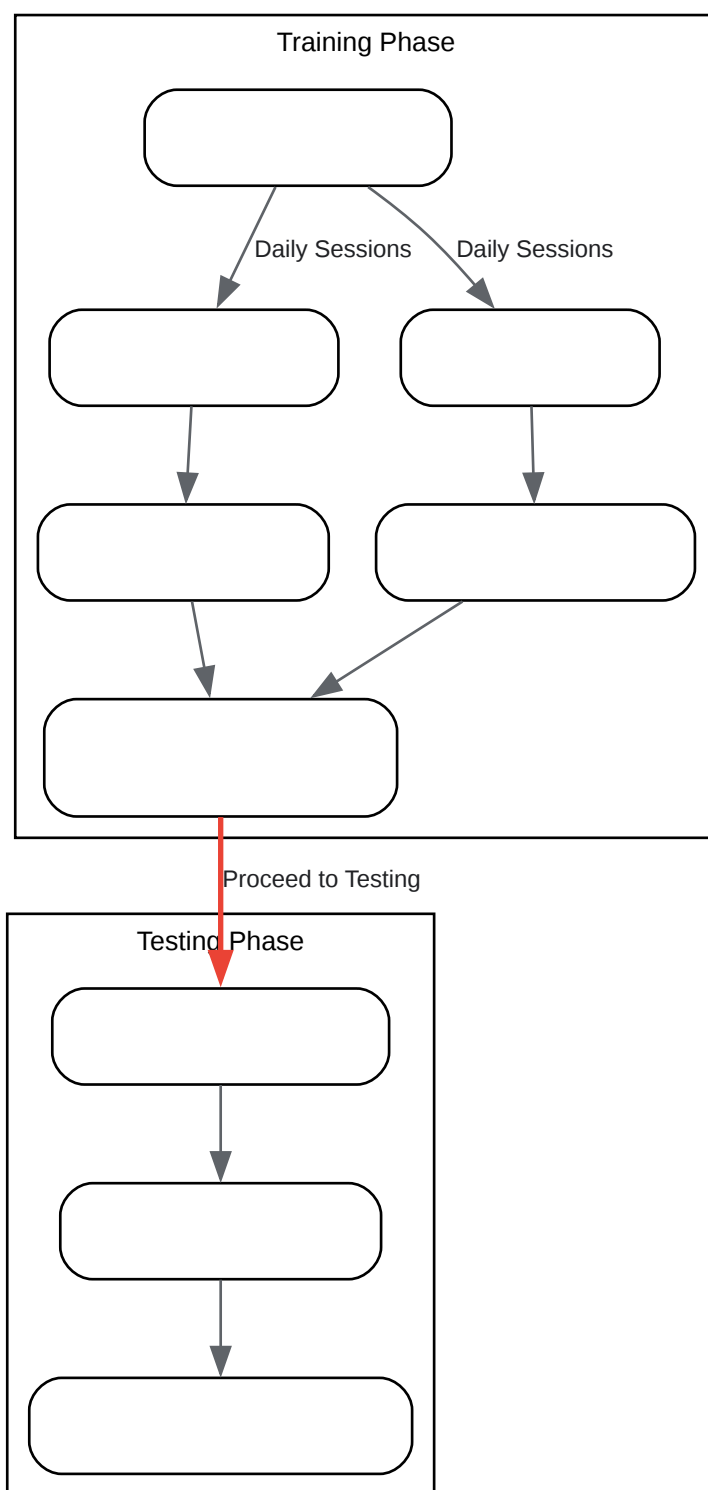 Training Phase
Daily Sessions
Daily Sessions
Proceed to Testing
Testing Phase